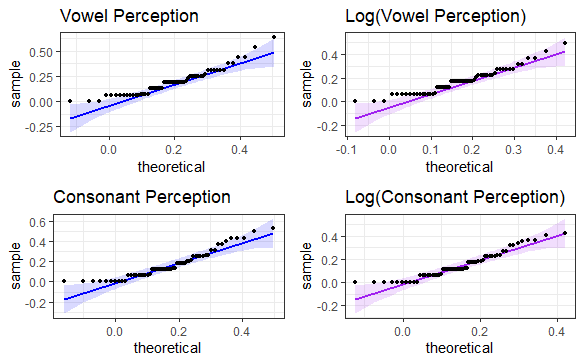 Vowel Perception
Log(Vowel Perception)
sample
0.50
0.25
0.00
-0.25
0.0
0.2
0.4
theoretical
sample
0.4
0.2
0.0
-0.2
-0.1
0.0
0.1
0.2
0.3
0.4
theoretical
Consonant Perception
Log(Consonant Perception)
sample
0.6
0.4
0.2
0.0
-0.2
0.0
0.2
0.4
theoretical
sample
0.4
0.2
0.0
-0.2
0.0
0.2
0.4
theoretical